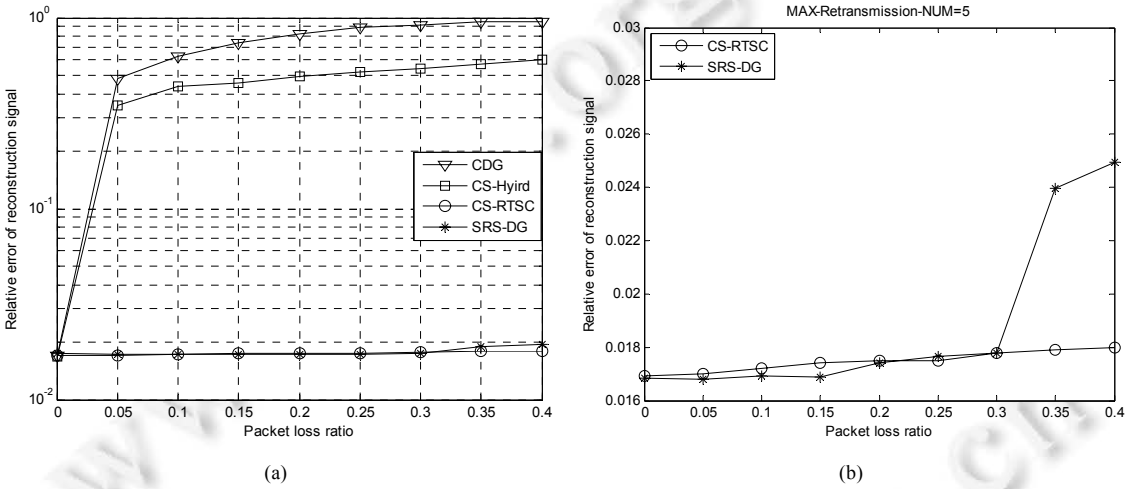 10^0
10^-1
10^-2
Relative error of reconstruction signal
CDG
CS-Hyird
CS-RTSC
SRS-DG
0 0.05 0.1 0.15 0.2 0.25 0.3 0.35 0.4
Packet loss ratio
(a)
MAX-Retransmission-NUM=5
0.03
0.028
0.026
0.024
0.022
0.02
0.018
0.016
Relative error of reconstruction signal
CS-RTSC
SRS-DG
0 0.05 0.1 0.15 0.2 0.25 0.3 0.35 0.4
Packet loss ratio
(b)